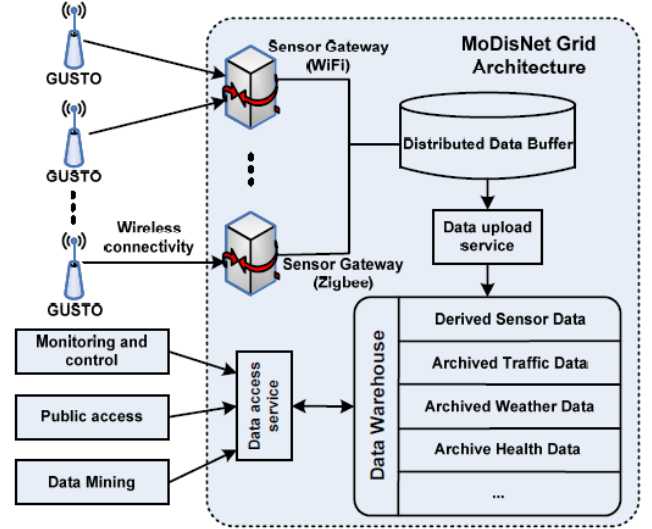 MoDisNet Grid
Architecture
GUSTO
GUSTO
GUSTO
Wireless
connectivity
Sensor Gateway
(WiFi)
Sensor Gateway
(Zigbee)
Distributed Data Buffer
Data upload
service
Monitoring and
control
Public access
Data Mining
Data access
service
Data Warehouse
Derived Sensor Data
Archived Traffic Data
Archived Weather Data
Archive Health Data
...